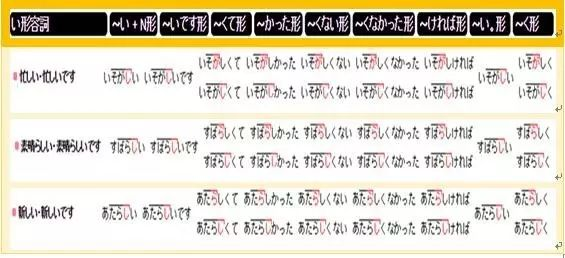 い形容詞 ~い+N形 ~いです形 ~くて形 ~かった形 ~くない形 ~くなかった形 ~ければ形 ~い。形 ~く形
いそがしくて いそがしかった いそがしくない いそがしくなかった いそがしければ いそがしく
忙しい・忙しいです いそがしい いそがしいです いそがしい
いそがしくて いそがしかった いそがしくない いそがしくなかった いそがしければ いそがしく
すばらしくて すばらしかった すばらしくない すばらしくなかった すばらしければ すばらしく
素晴らしい・素晴らしいです すばらしい すばらしいです すばらしい
すばらしくて すばらしかった すばらしくない すばらしくなかった すばらしければ すばらしく
あたらしくて あたらしかった あたらしくない あたらしくなかった あたらしければ あたらしく
新しい・新しいです あたらしい あたらしいです あたらしい
あたらしくて あたらしかった あたらしくない あたらしくなかった あたらしければ あたらしく